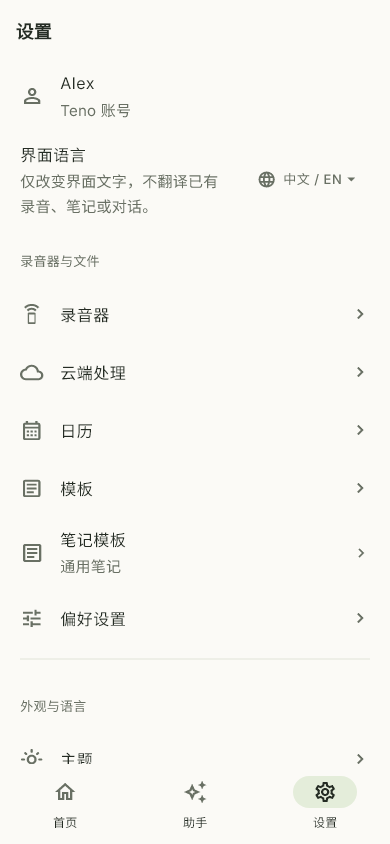 设置
Alex
Teno 账号
界面语言
仅改变界面文字，不翻译已有
录音、笔记或对话。
中文 / EN
录音器与文件
录音器
云端处理
日历
模板
笔记模板
通用笔记
偏好设置
外观与语言
主题
首页
助手
设置